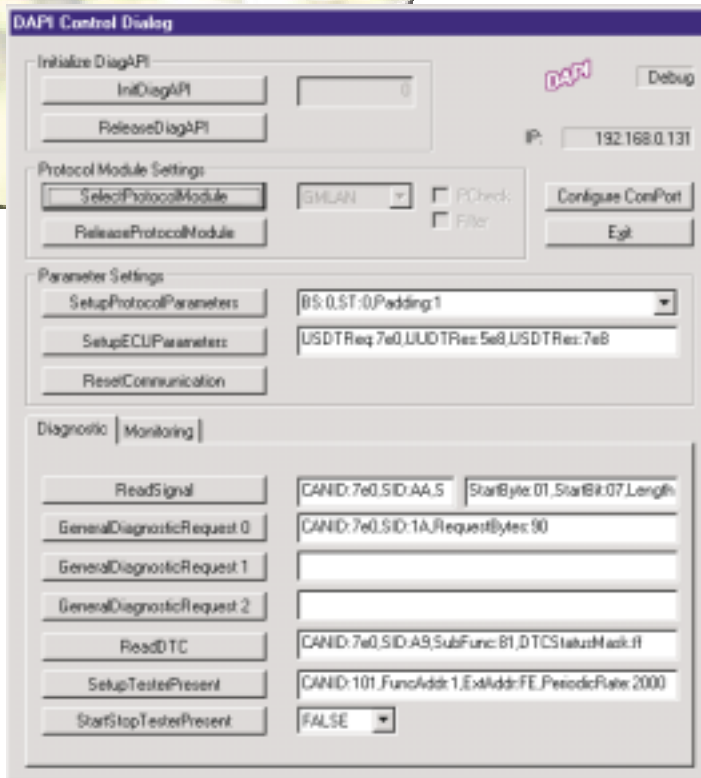 DAPI Control Dialog
Initialize DiagAPI
InitDiagAPI
0
DAPI
Debug
ReleaseDiagAPI
IP:
192.168.0.131
Protocol Module Settings
SelectProtocolModule
GMLAN
PCheck
Configure ComPort
Filter
ReleaseProtocolModule
Exit
Parameter Settings
SetupProtocolParameters
BS:0,ST:0,Padding:1
SetupECUParameters
USDTReq:7e0,UUDTRes:5e8,USDTRes:7e8
ResetCommunication
Diagnostic
Monitoring
ReadSignal
CANID:7e0,SID:AA,S
StartByte:01,StartBit:07,Length
GeneralDiagnosticRequest 0
CANID:7e0,SID:1A,RequestBytes:90
GeneralDiagnosticRequest 1
GeneralDiagnosticRequest 2
ReadDTC
CANID:7e0,SID:A9,SubFunc:81,DTCStatusMask:ff
SetupTesterPresent
CANID:101,FuncAddr:1,ExtAddr:FE,PeriodicRate:2000
StartStopTesterPresent
FALSE